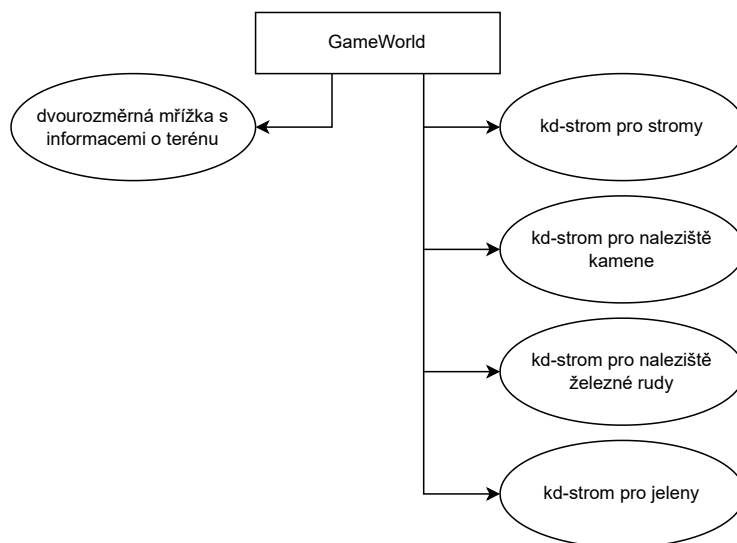 GameWorld
dvourozměrná mřížka s
informacemi o terénu
kd-strom pro stromy
kd-strom pro naleziště
kamene
kd-strom pro naleziště
železné rudy
kd-strom pro jeleny